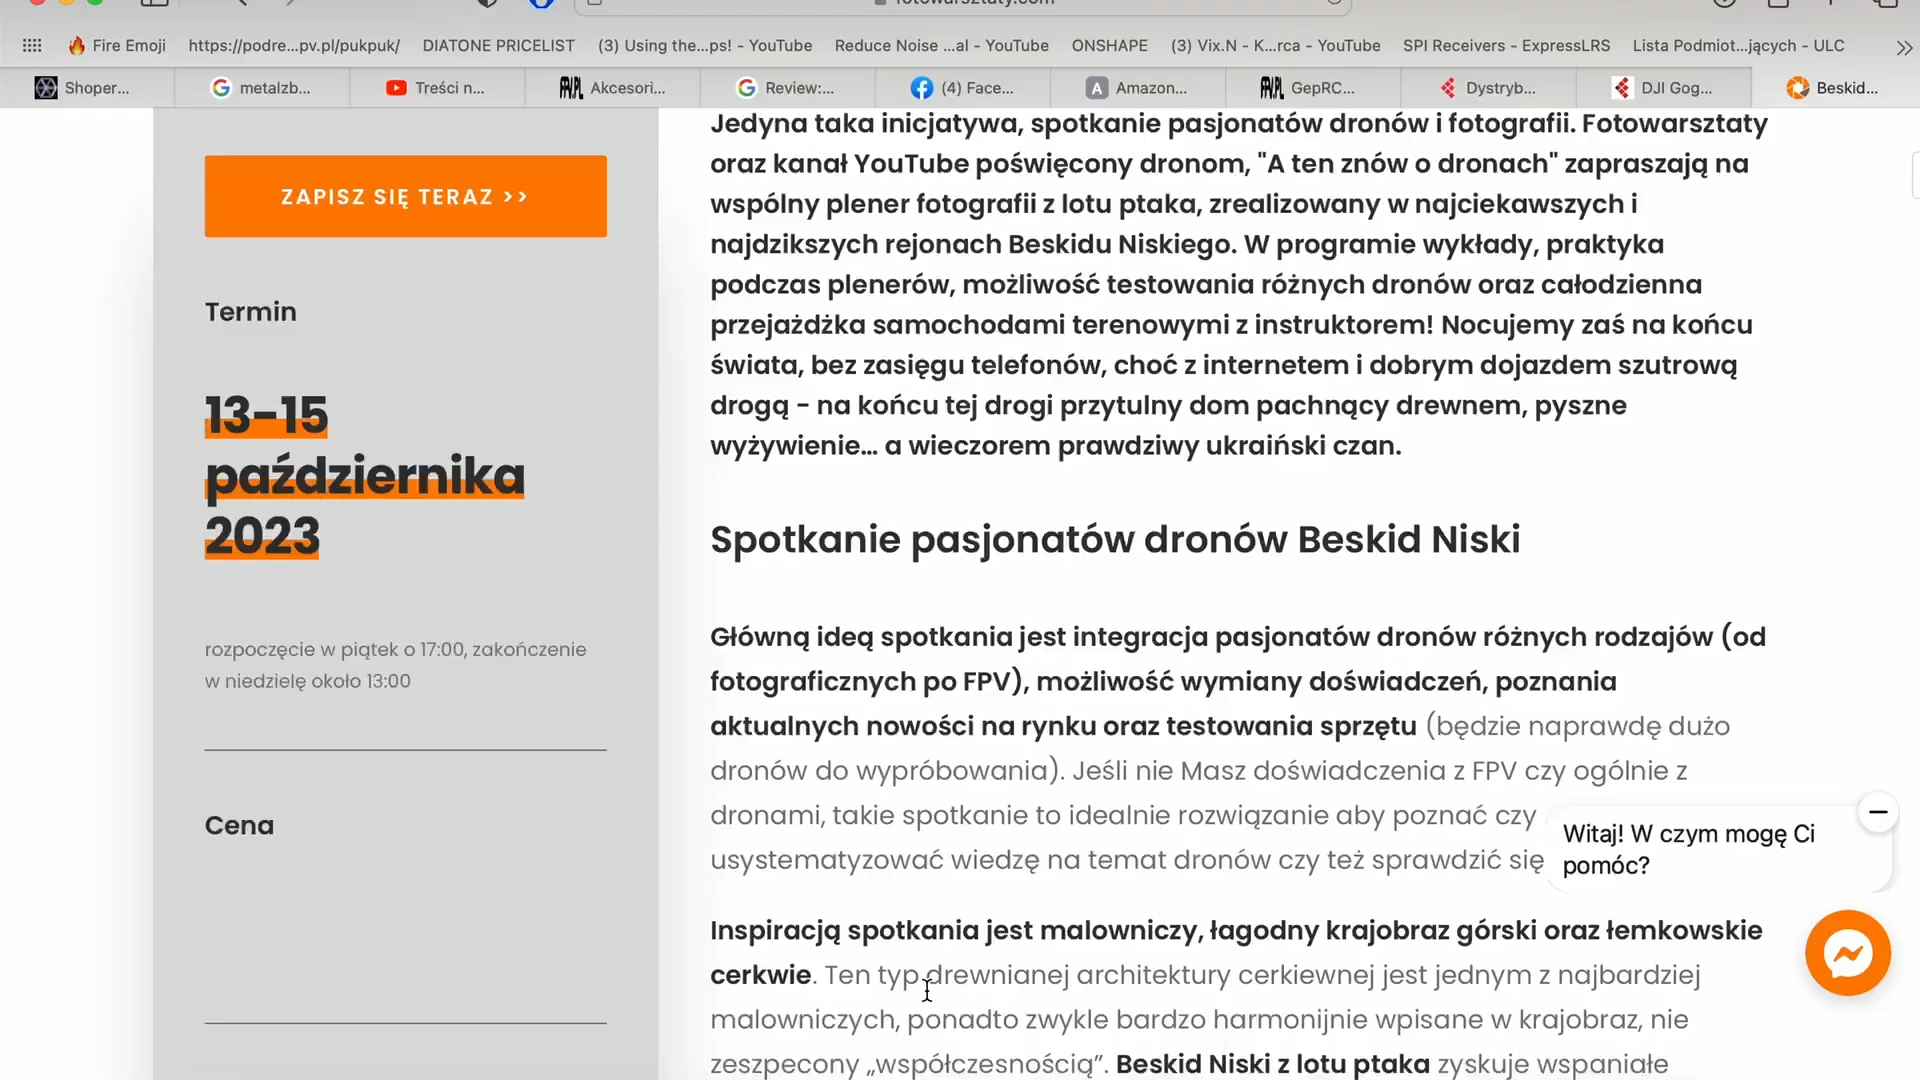 Fire Emoji
https://podre...pv.pl/pukpuk/
DIATONE PRICELIST
(3) Using the...ps! - YouTube
Reduce Noise ...al - YouTube
ONSHAPE
(3) Vix.N - K...rca - YouTube
SPI Receivers - ExpressLRS
Lista Podmiot...jących - ULC
Shoper...
metalzb...
Treści n...
Akcesori...
Review:...
(4) Face...
Amazon...
GepRC...
Dystryb...
DJI Gog...
Beskid...
ZAPISZ SIĘ TERAZ >>
Termin
13-15
października
2023
rozpoczęcie w piątek o 17:00, zakończenie
w niedzielę około 13:00
Cena
Jedyna taka inicjatywa, spotkanie pasjonatów dronów i fotografii. Fotowarsztaty
oraz kanał YouTube poświęcony dronom, "A ten znów o dronach" zapraszają na
wspólny plener fotografii z lotu ptaka, zrealizowany w najciekawszych i
najdzikszych rejonach Beskidu Niskiego. W programie wykłady, praktyka
podczas plenerów, możliwość testowania różnych dronów oraz całodzienna
przejażdżka samochodami terenowymi z instruktorem! Nocujemy zaś na końcu
świata, bez zasięgu telefonów, choć z internetem i dobrym dojazdem szutrową
drogą - na końcu tej drogi przytulny dom pachnący drewnem, pyszne
wyżywienie... a wieczorem prawdziwy ukraiński czan.
Spotkanie pasjonatów dronów Beskid Niski
Główną ideą spotkania jest integracja pasjonatów dronów różnych rodzajów (od
fotograficznych po FPV), możliwość wymiany doświadczeń, poznania
aktualnych nowości na rynku oraz testowania sprzętu (będzie naprawdę dużo
dronów do wypróbowania). Jeśli nie Masz doświadczenia z FPV czy ogólnie z
dronami, takie spotkanie to idealnie rozwiązanie aby poznać czy
usystematyzować wiedzę na temat dronów czy też sprawdzić się
Inspiracją spotkania jest malowniczy, łagodny krajobraz górski oraz łemkowskie
cerkwie. Ten typ drewnianej architektury cerkiewnej jest jednym z najbardziej
malowniczych, ponadto zwykle bardzo harmonijnie wpisane w krajobraz, nie
zeszpecony „współczesnością”. Beskid Niski z lotu ptaka zyskuje wspaniałe
Witaj! W czym mogę Ci
pomóc?